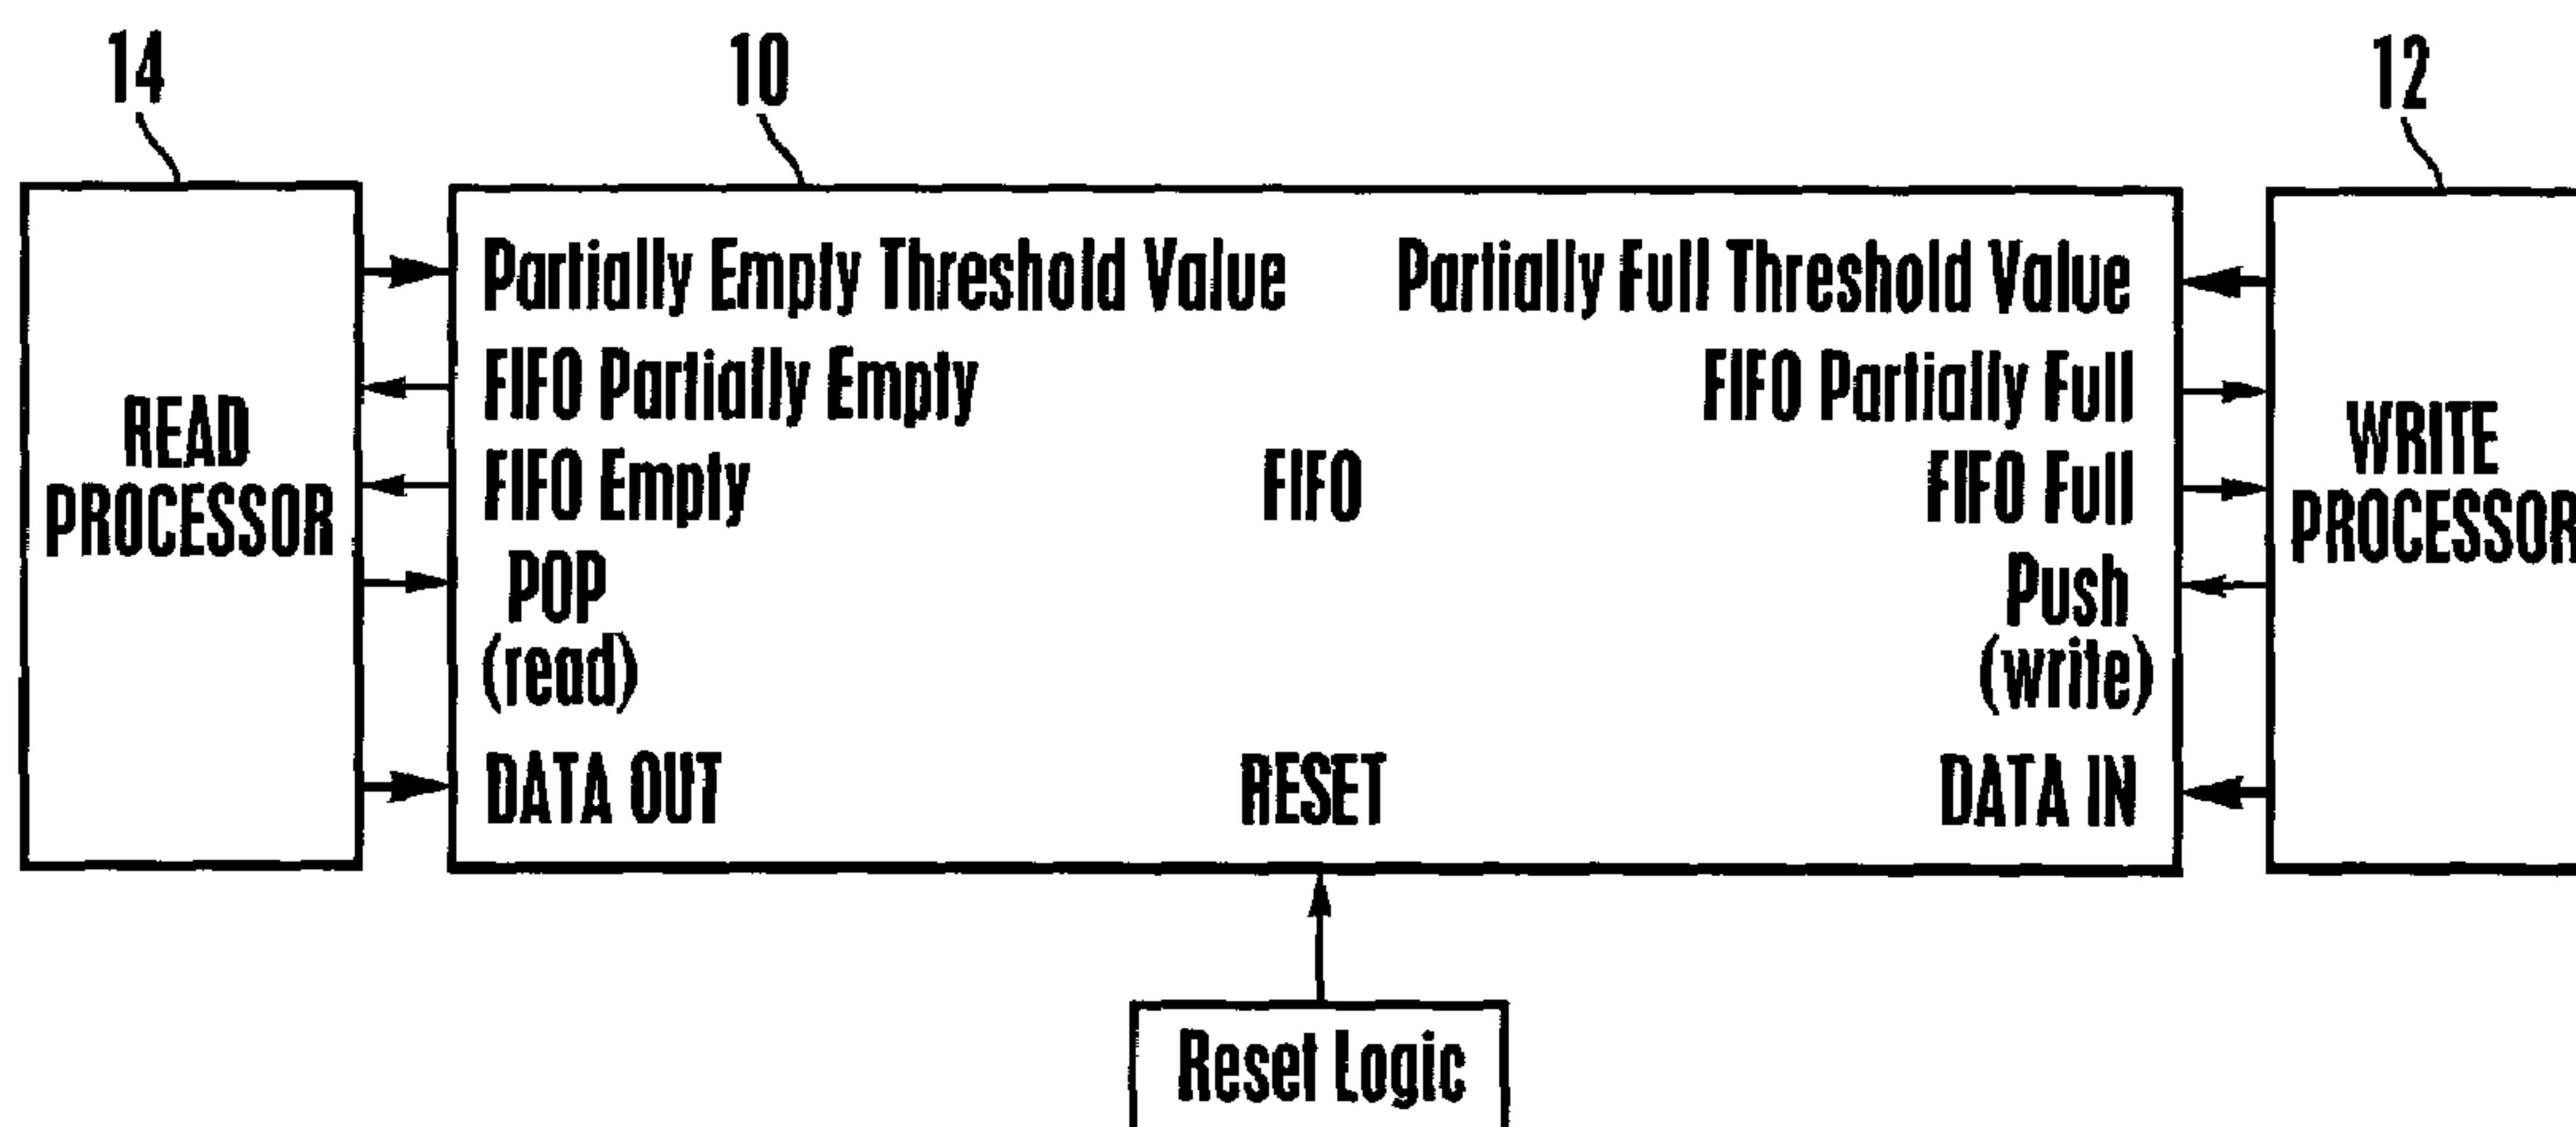 14
10
12
Partially Empty Threshold Value
Partially Full Threshold Value
FIFO Partially Empty
FIFO Partially Full
READ
PROCESSOR
FIFO Empty
FIFO
FIFO Full
WRITE
PROCESSOR
POP
(read)
Push
(write)
DATA OUT
RESET
DATA IN
Reset Logic